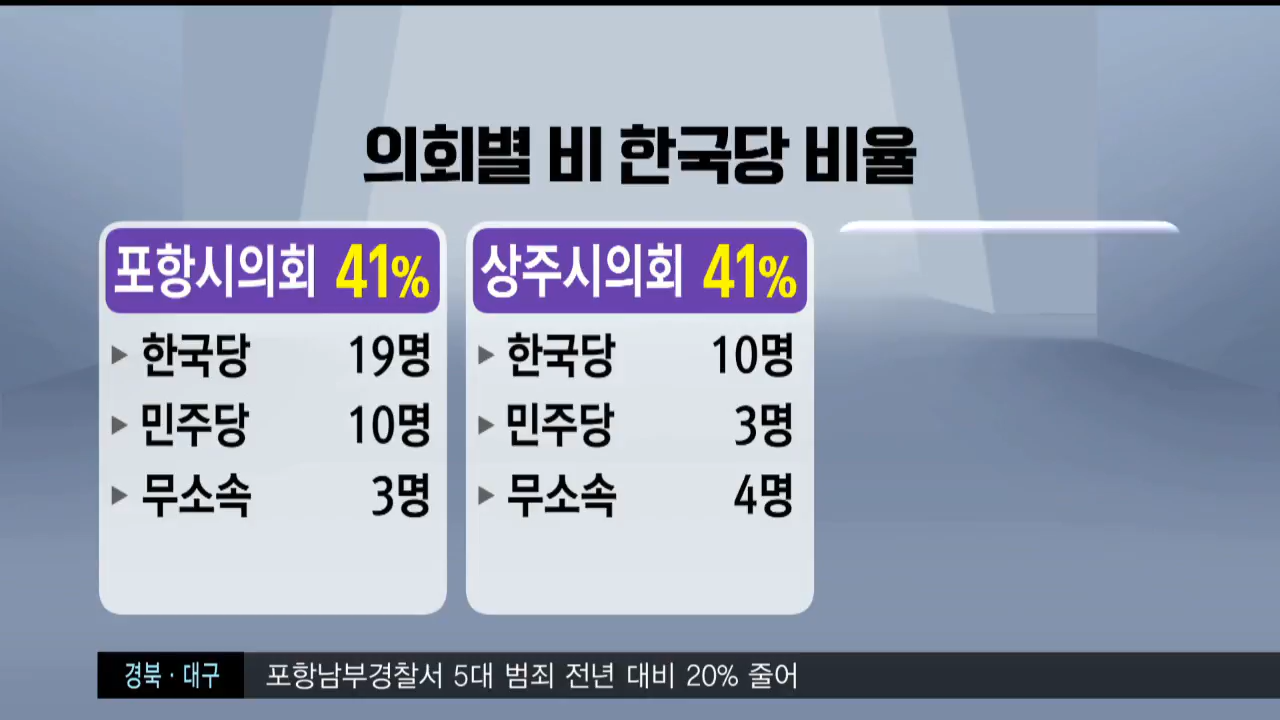 의회별 비 한국당 비율
포항시의회 41%
▶ 한국당 19명
▶ 민주당 10명
▶ 무소속 3명
상주시의회 41%
▶ 한국당 10명
▶ 민주당 3명
▶ 무소속 4명
경북·대구 포항남부경찰서 5대 범죄 전년 대비 20% 줄어